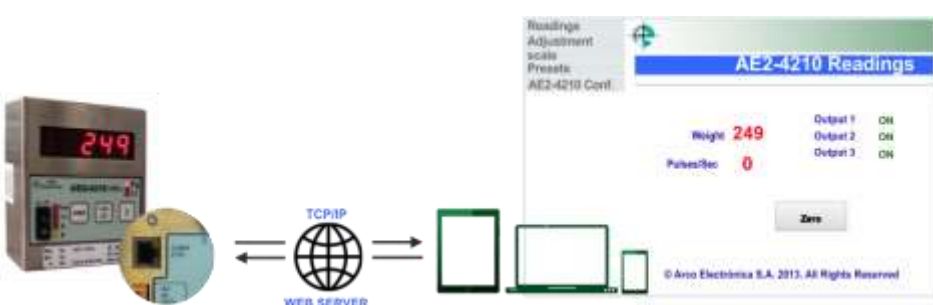 249
TCP/IP
WEB SERVER
Readings
Adjustment
scale
Presets
AE2-4210 Conf.
AE2-4210 Readings
Weight 249
Pulses/Sec 0
Output 1 ON
Output 2 ON
Output 3 ON
Zero
© Arco Electrónica S.A. 2013. All Rights Reserved